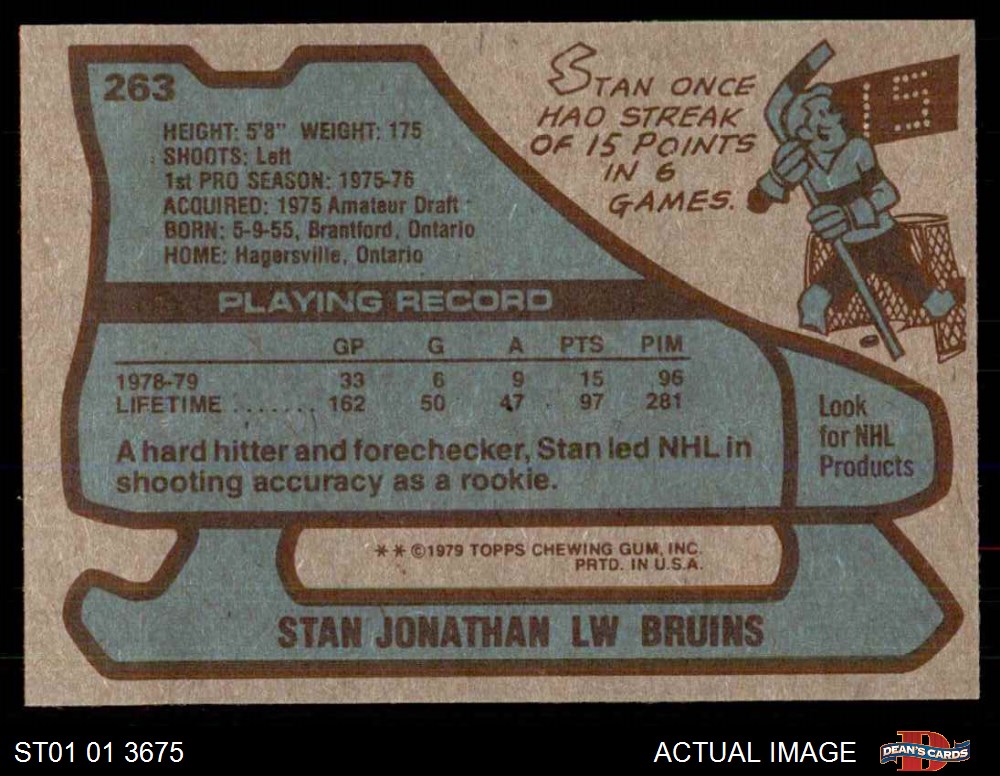 263
HEIGHT: 5'8" WEIGHT: 175
SHOOTS: Left
1st PRO SEASON: 1975-76
ACQUIRED: 1975 Amateur Draft
BORN: 5-9-55, Brantford, Ontario
HOME: Hagersville, Ontario
STAN ONCE
HAD STREAK
OF 15 POINTS
IN 6
GAMES.
15
PLAYING RECORD
GP G A PTS PIM
1978-79 33 6 9 15 96
LIFETIME ....... 162 50 47 97 281
A hard hitter and forechecker, Stan led NHL in
shooting accuracy as a rookie.
Look
for NHL
Products
** ©1979 TOPPS CHEWING GUM, INC.
PRTD. IN U.S.A.
STAN JONATHAN LW BRUINS
ST01 01 3675
ACTUAL IMAGE
D
DEAN'S CARDS